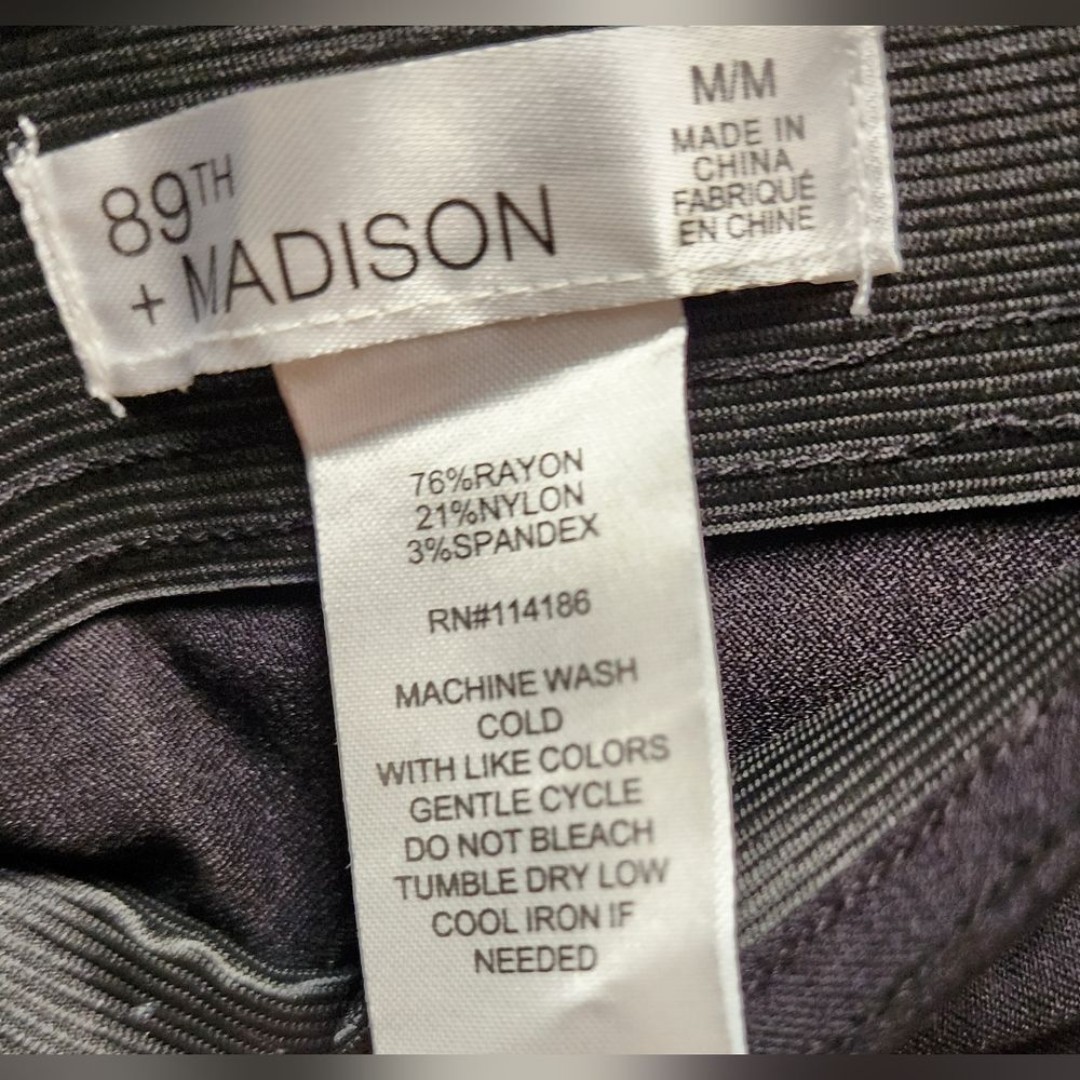 89TH
+ MADISON
M/M
MADE IN
CHINA
FABRIQUÉ
EN CHINE
76%RAYON
21%NYLON
3%SPANDEX
RN#114186
MACHINE WASH
COLD
WITH LIKE COLORS
GENTLE CYCLE
DO NOT BLEACH
TUMBLE DRY LOW
COOL IRON IF
NEEDED